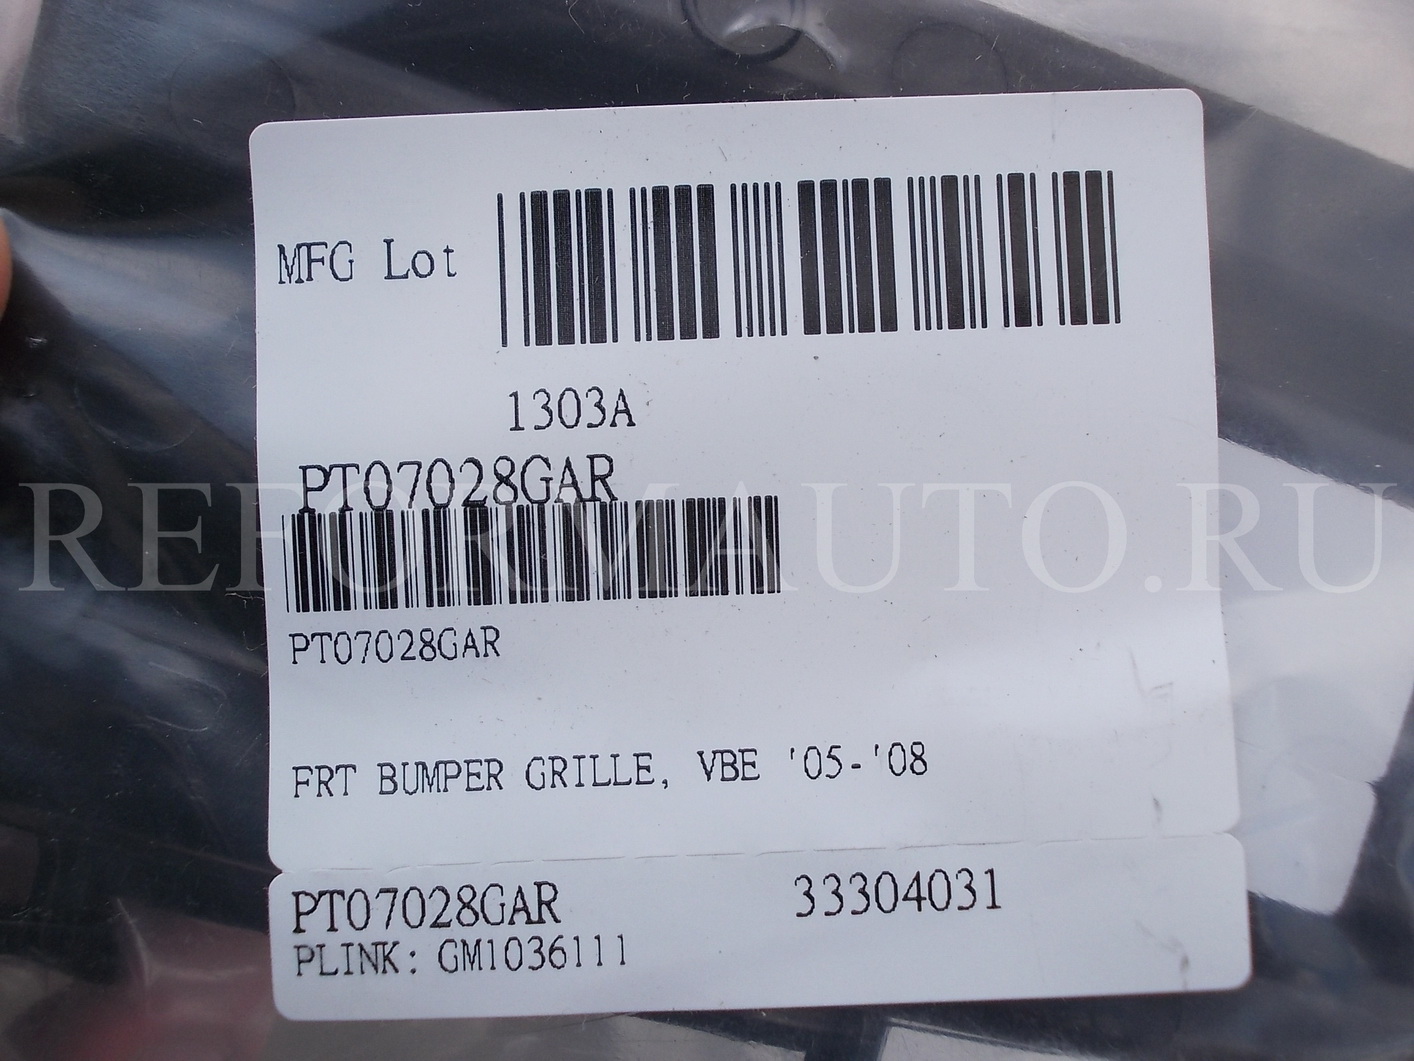 MFG Lot
1303A
PT07028GAR
REFORMAUTO.RU
PT07028GAR
FRT BUMPER GRILLE, VBE '05-'08
PT07028GAR 33304031
PLINK: GM1036111